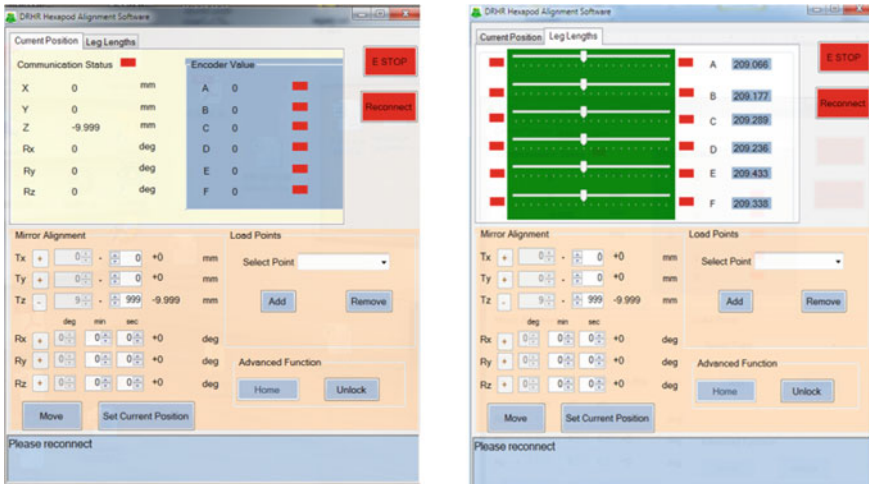 DRHR Hexapod Alignment Software
Current Position Leg Lengths
Communication Status
X 0 mm
Y 0 mm
Z -9.999 mm
Rx 0 deg
Ry 0 deg
Rz 0 deg
Encoder Value
A 0
B 0
C 0
D 0
E 0
F 0
E STOP
Reconnect
Mirror Alignment
Tx + 0 . 0 +0 mm
Ty + 0 . 0 +0 mm
Tz - 9 . 999 -9.999 mm
deg min sec
Rx + 0 0 0 +0 deg
Ry + 0 0 0 +0 deg
Rz + 0 0 0 +0 deg
Load Points
Select Point
Add Remove
Advanced Function
Home Unlock
Move Set Current Position
Please reconnect
DRHR Hexapod Alignment Software
Current Position Leg Lengths
A 209.066
B 209.177
C 209.289
D 209.236
E 209.433
F 209.338
E STOP
Reconnect
Mirror Alignment
Tx + 0 . 0 +0 mm
Ty + 0 . 0 +0 mm
Tz - 9 . 999 -9.999 mm
deg min sec
Rx + 0 0 0 +0 deg
Ry + 0 0 0 +0 deg
Rz + 0 0 0 +0 deg
Load Points
Select Point
Add Remove
Advanced Function
Home Unlock
Move Set Current Position
Please reconnect